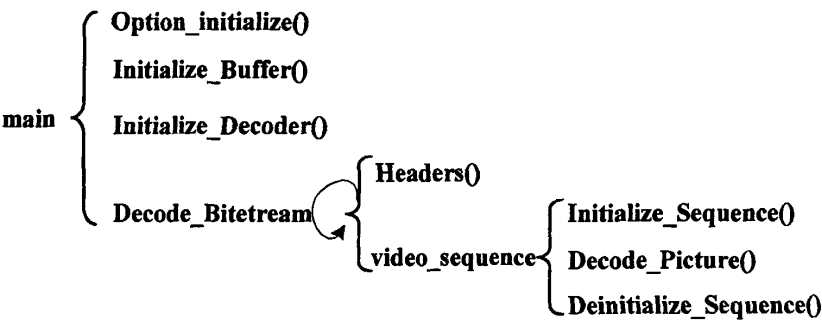 Option_initialize()
Initialize_Buffer()
main
Initialize_Decoder()
Headers()
Decode_Bitetream
Initialize_Sequence()
video_sequence
Decode_Picture()
Deinitialize_Sequence()